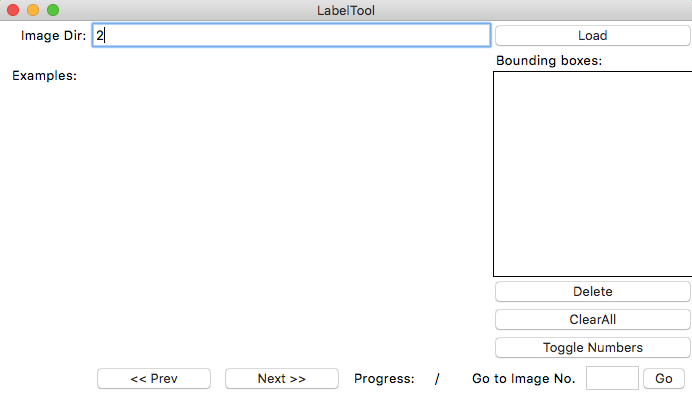 LabelTool
Image Dir: 2 Load
Bounding boxes:
Examples:
Delete
ClearAll
Toggle Numbers
<< Prev Next >> Progress: / Go to Image No. Go